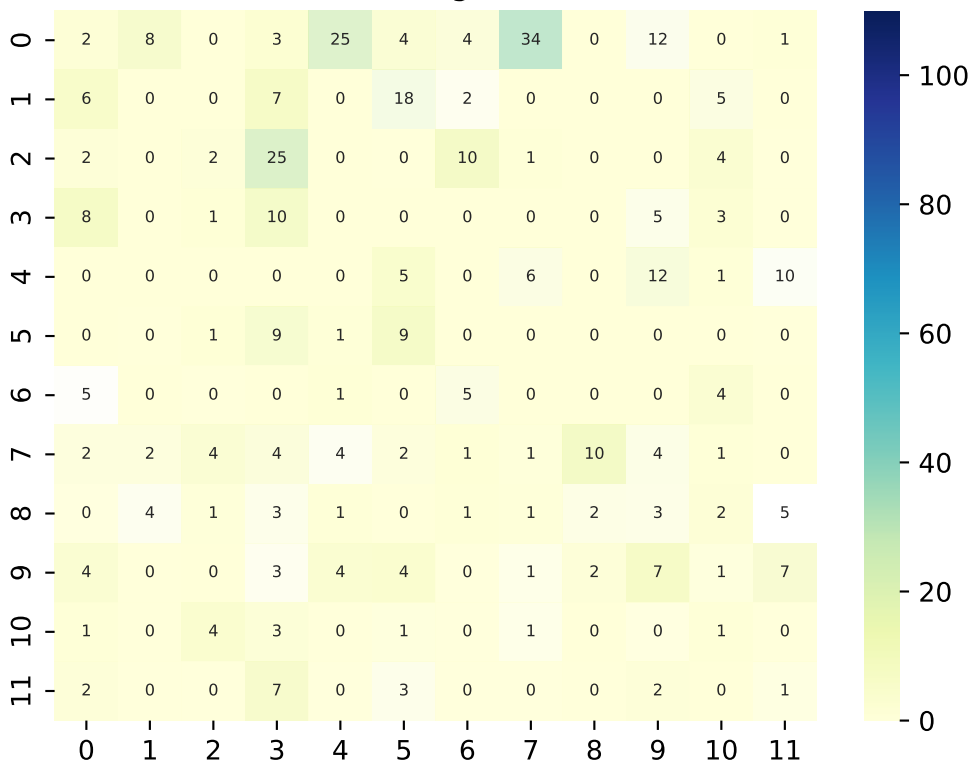 0 2 8 0 3 25 4 4 34 0 12 0 1
1 6 0 0 7 0 18 2 0 0 0 5 0
2 2 0 2 25 0 0 10 1 0 0 4 0
3 8 0 1 10 0 0 0 0 0 5 3 0
4 0 0 0 0 0 5 0 6 0 12 1 10
5 0 0 1 9 1 9 0 0 0 0 0 0
6 5 0 0 0 1 0 5 0 0 0 4 0
7 2 2 4 4 4 2 1 1 10 4 1 0
8 0 4 1 3 1 0 1 1 2 3 2 5
9 4 0 0 3 4 4 0 1 2 7 1 7
10 1 0 4 3 0 1 0 1 0 0 1 0
11 2 0 0 7 0 3 0 0 0 2 0 1
0 1 2 3 4 5 6 7 8 9 10 11
100
80
60
40
20
0